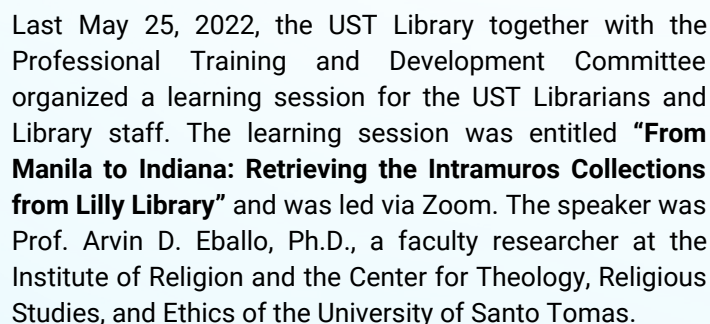 Last May 25, 2022, the UST Library together with the
Professional Training and Development Committee
organized a learning session for the UST Librarians and
Library staff. The learning session was entitled “From
Manila to Indiana: Retrieving the Intramuros Collections
from Lilly Library” and was led via Zoom. The speaker was
Prof. Arvin D. Eballo, Ph.D., a faculty researcher at the
Institute of Religion and the Center for Theology, Religious
Studies, and Ethics of the University of Santo Tomas.